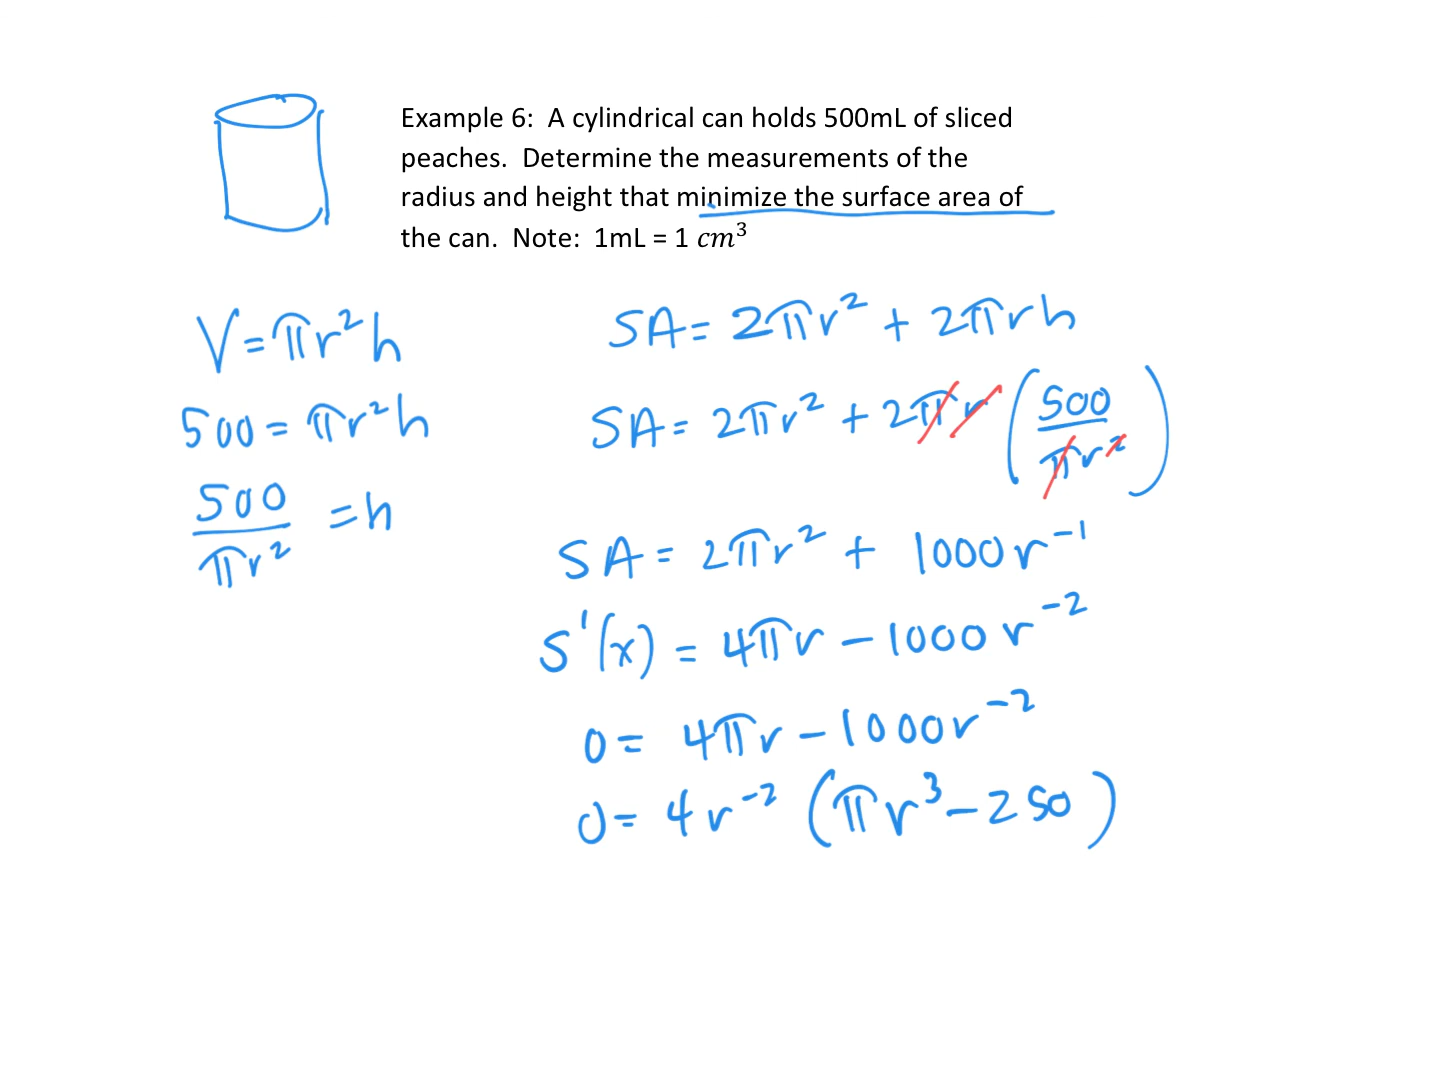 Example 6:  A cylindrical can holds 500mL of sliced
peaches.  Determine the measurements of the
radius and height that minimize the surface area of
the can.  Note:  1mL = 1 cm³
V = πr²h
500 = πr²h
500/πr² = h
SA = 2πr² + 2πrh
SA = 2πr² + 2πr (500/πr²)
SA = 2πr² + 1000r⁻¹
S'(x) = 4πr − 1000r⁻²
0 = 4πr − 1000r⁻²
0 = 4r⁻² (πr³ − 250)